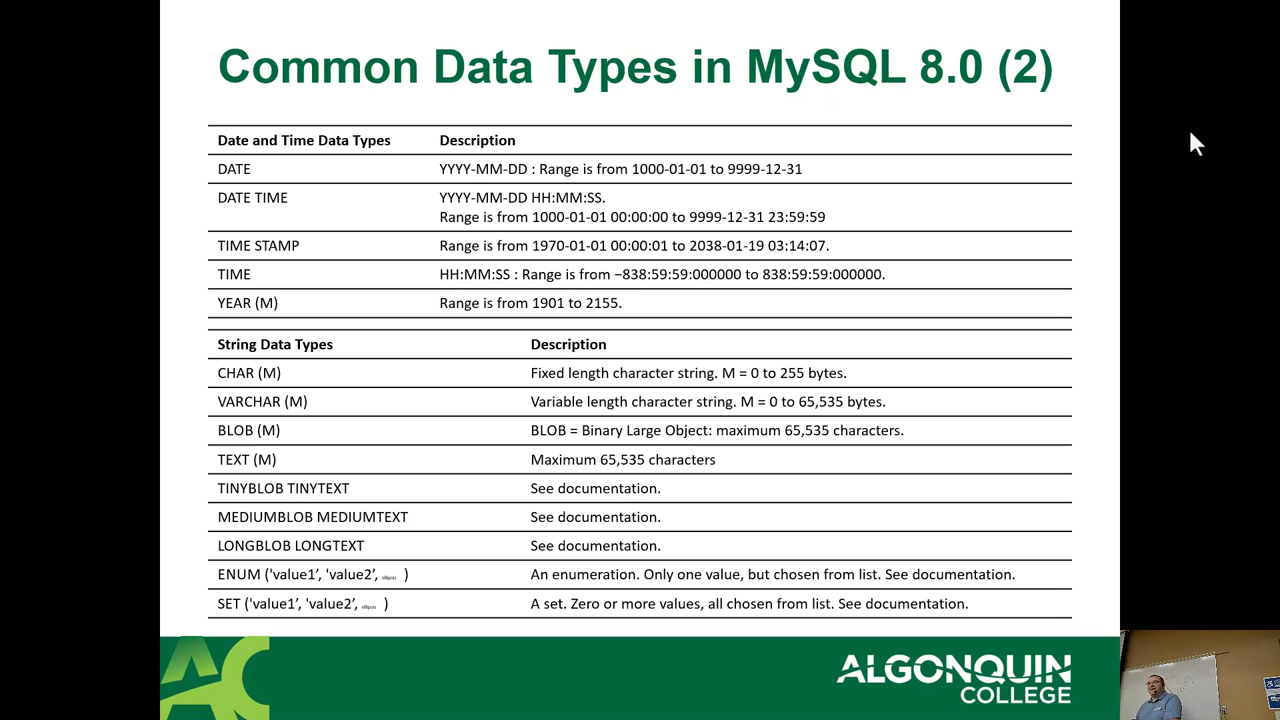 Common Data Types in MySQL 8.0 (2)
Date and Time Data Types Description
DATE YYYY-MM-DD : Range is from 1000-01-01 to 9999-12-31
DATE TIME YYYY-MM-DD HH:MM:SS.
Range is from 1000-01-01 00:00:00 to 9999-12-31 23:59:59
TIME STAMP Range is from 1970-01-01 00:00:01 to 2038-01-19 03:14:07.
TIME HH:MM:SS : Range is from −838:59:59:000000 to 838:59:59:000000.
YEAR (M) Range is from 1901 to 2155.
String Data Types Description
CHAR (M) Fixed length character string. M = 0 to 255 bytes.
VARCHAR (M) Variable length character string. M = 0 to 65,535 bytes.
BLOB (M) BLOB = Binary Large Object: maximum 65,535 characters.
TEXT (M) Maximum 65,535 characters
TINYBLOB TINYTEXT See documentation.
MEDIUMBLOB MEDIUMTEXT See documentation.
LONGBLOB LONGTEXT See documentation.
ENUM ('value1’, 'value2’, ellipsis ) An enumeration. Only one value, but chosen from list. See documentation.
SET ('value1’, 'value2’, ellipsis ) A set. Zero or more values, all chosen from list. See documentation.
AC
ALGONQUIN
COLLEGE